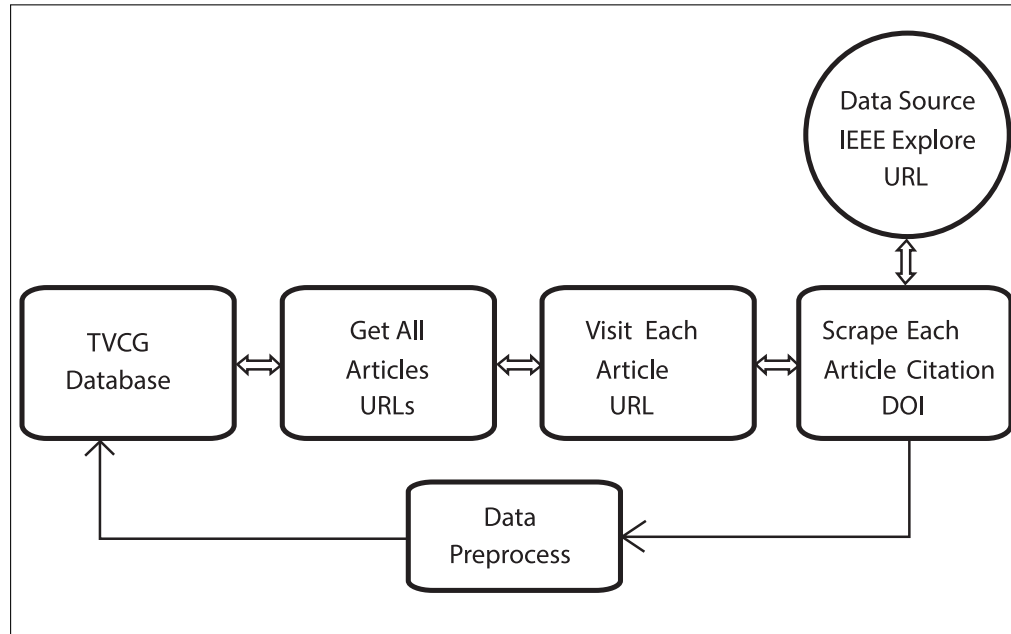 Data Source
IEEE Explore
URL
TVCG
Database
Get All
Articles
URLs
Visit Each
Article
URL
Scrape Each
Article Citation
DOI
Data
Preprocess